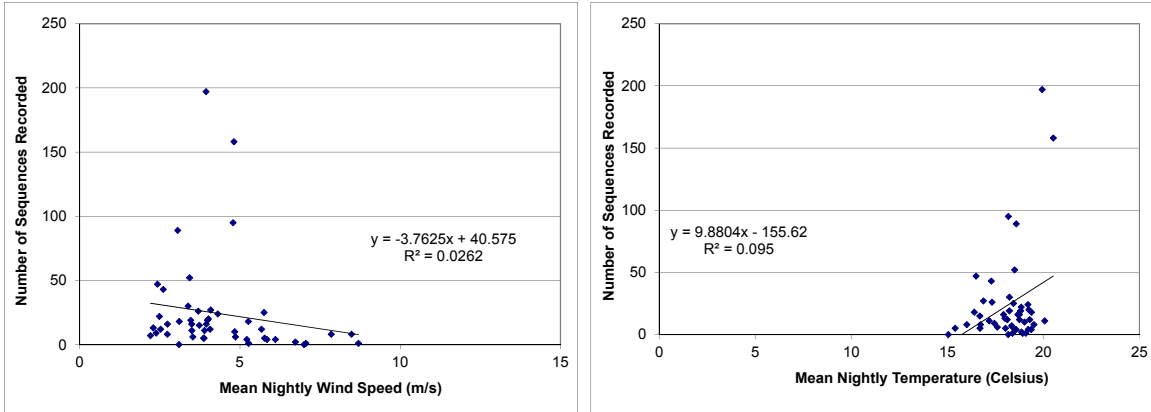 250
200
150
100
50
0
Number of Sequences Recorded
y = -3.7625x + 40.575
R² = 0.0262
0 5 10 15
Mean Nightly Wind Speed (m/s)
250
200
150
100
50
0
Number of Sequences Recorded
y = 9.8804x - 155.62
R² = 0.095
0 5 10 15 20 25
Mean Nightly Temperature (Celsius)